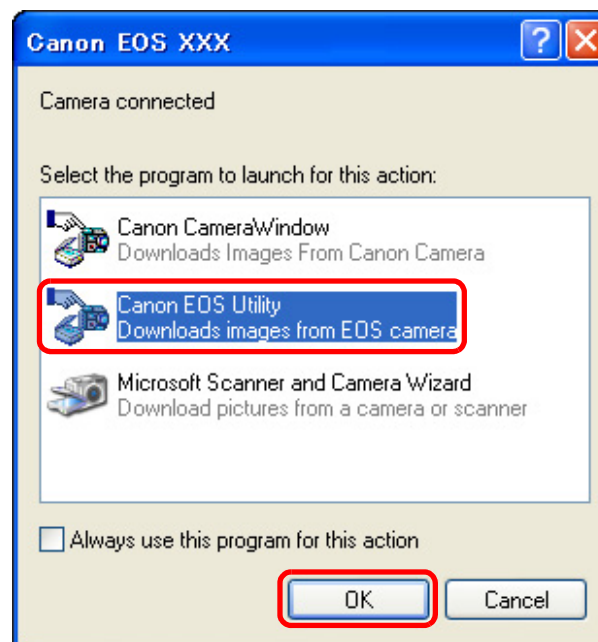 Canon EOS XXX
Camera connected
Select the program to launch for this action:
Canon CameraWindow
Downloads Images From Canon Camera
Canon EOS Utility
Downloads images from EOS camera
Microsoft Scanner and Camera Wizard
Download pictures from a camera or scanner
Always use this program for this action
OK Cancel